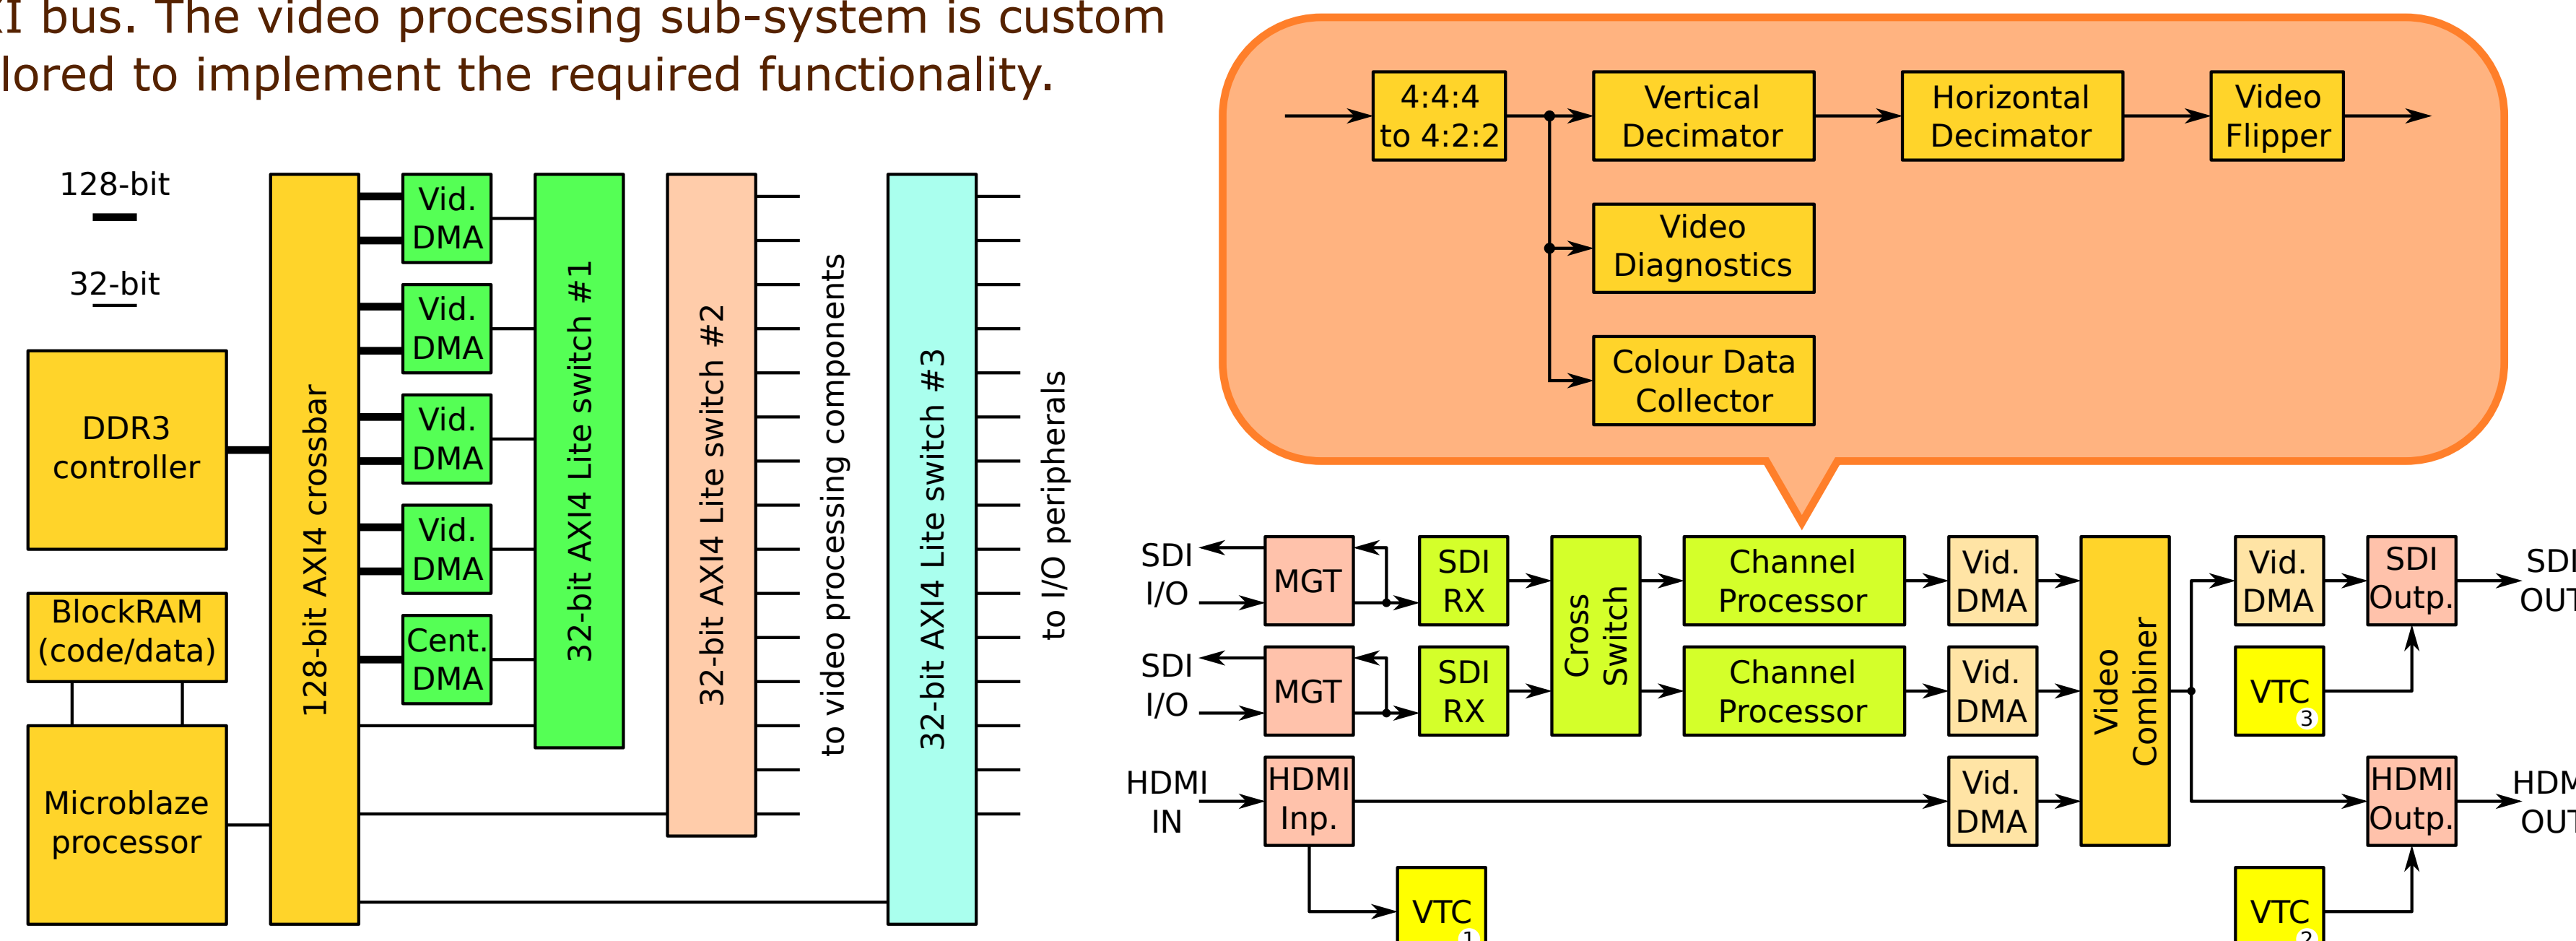 I bus. The video processing sub-system is custom
lored to implement the required functionality.
128-bit
32-bit
DDR3
controller
BlockRAM
(code/data)
Microblaze
processor
128-bit AXI4 crossbar
Vid.
DMA
Vid.
DMA
Vid.
DMA
Vid.
DMA
Cent.
DMA
32-bit AXI4 Lite switch #1
32-bit AXI4 Lite switch #2
to video processing components
32-bit AXI4 Lite switch #3
to I/O peripherals
4:4:4
to 4:2:2
Vertical
Decimator
Horizontal
Decimator
Video
Flipper
Video
Diagnostics
Colour Data
Collector
SDI
I/O
MGT
SDI
RX
SDI
I/O
MGT
SDI
RX
Cross
Switch
Channel
Processor
Channel
Processor
Vid.
DMA
Vid.
DMA
HDMI
IN
HDMI
Inp.
Vid.
DMA
VTC
1
Video
Combiner
Vid.
DMA
SDI
Outp.
SDI
OUT
VTC
3
HDMI
Outp.
HDM
OUT
VTC
2